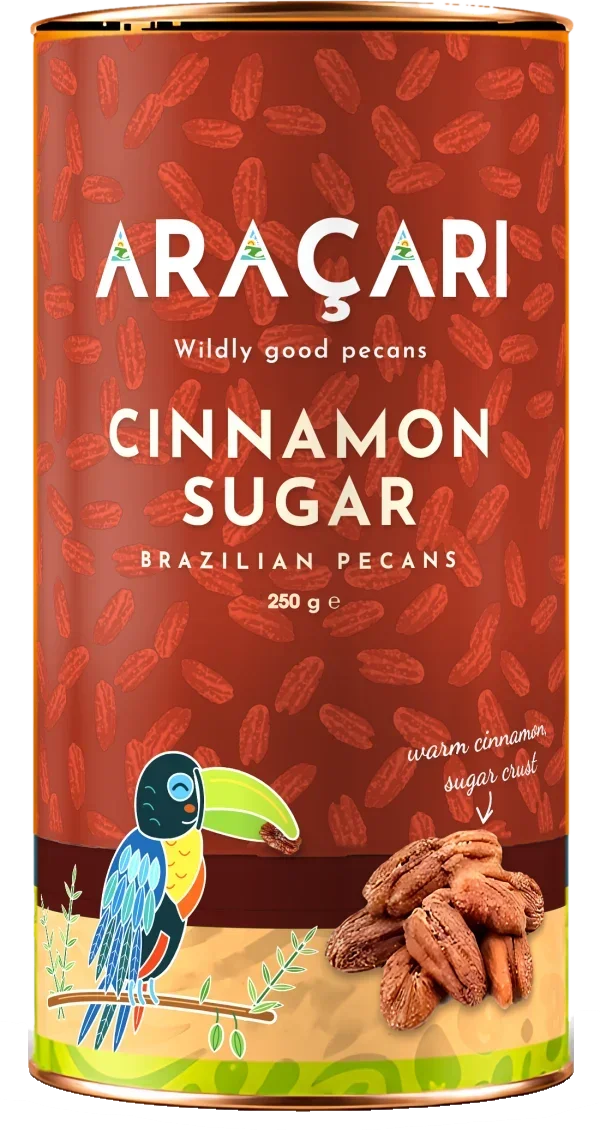 ARAÇARI
Wildly good pecans
CINNAMON
SUGAR
BRAZILIAN PECANS
250 g ℮
warm cinnamon,
sugar crust